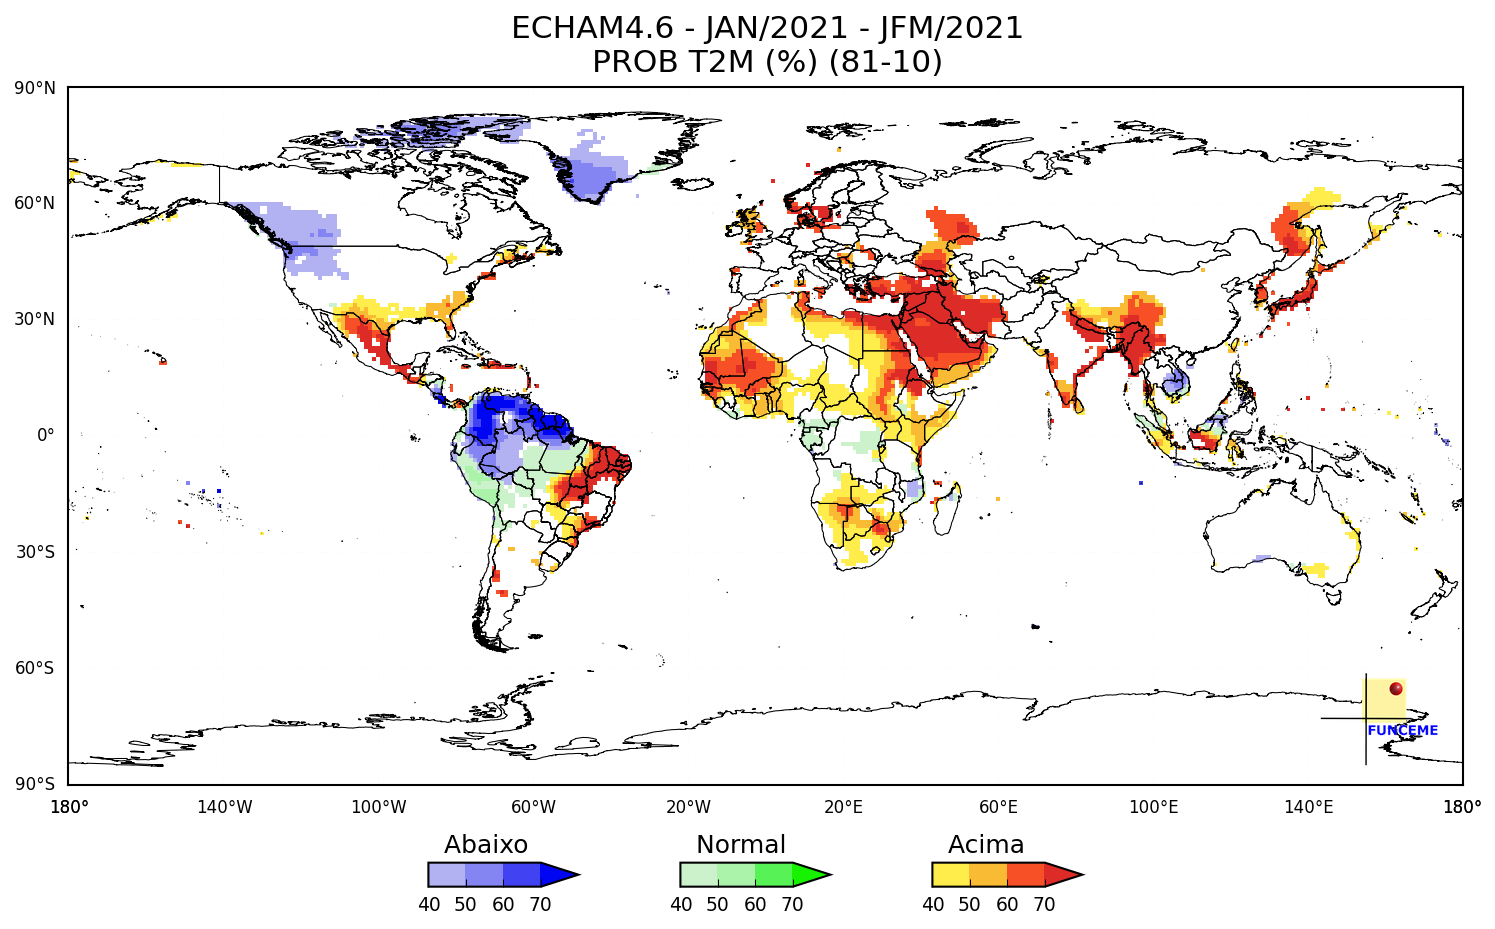 ECHAM4.6 - JAN/2021 - JFM/2021
PROB T2M (%) (81-10)
90°N
60°N
30°N
0°
30°S
60°S
90°S
FUNCEME
180° 140°W 100°W 60°W 20°W 20°E 60°E 100°E 140°E 180°
Abaixo Normal Acima
40 50 60 70 40 50 60 70 40 50 60 70